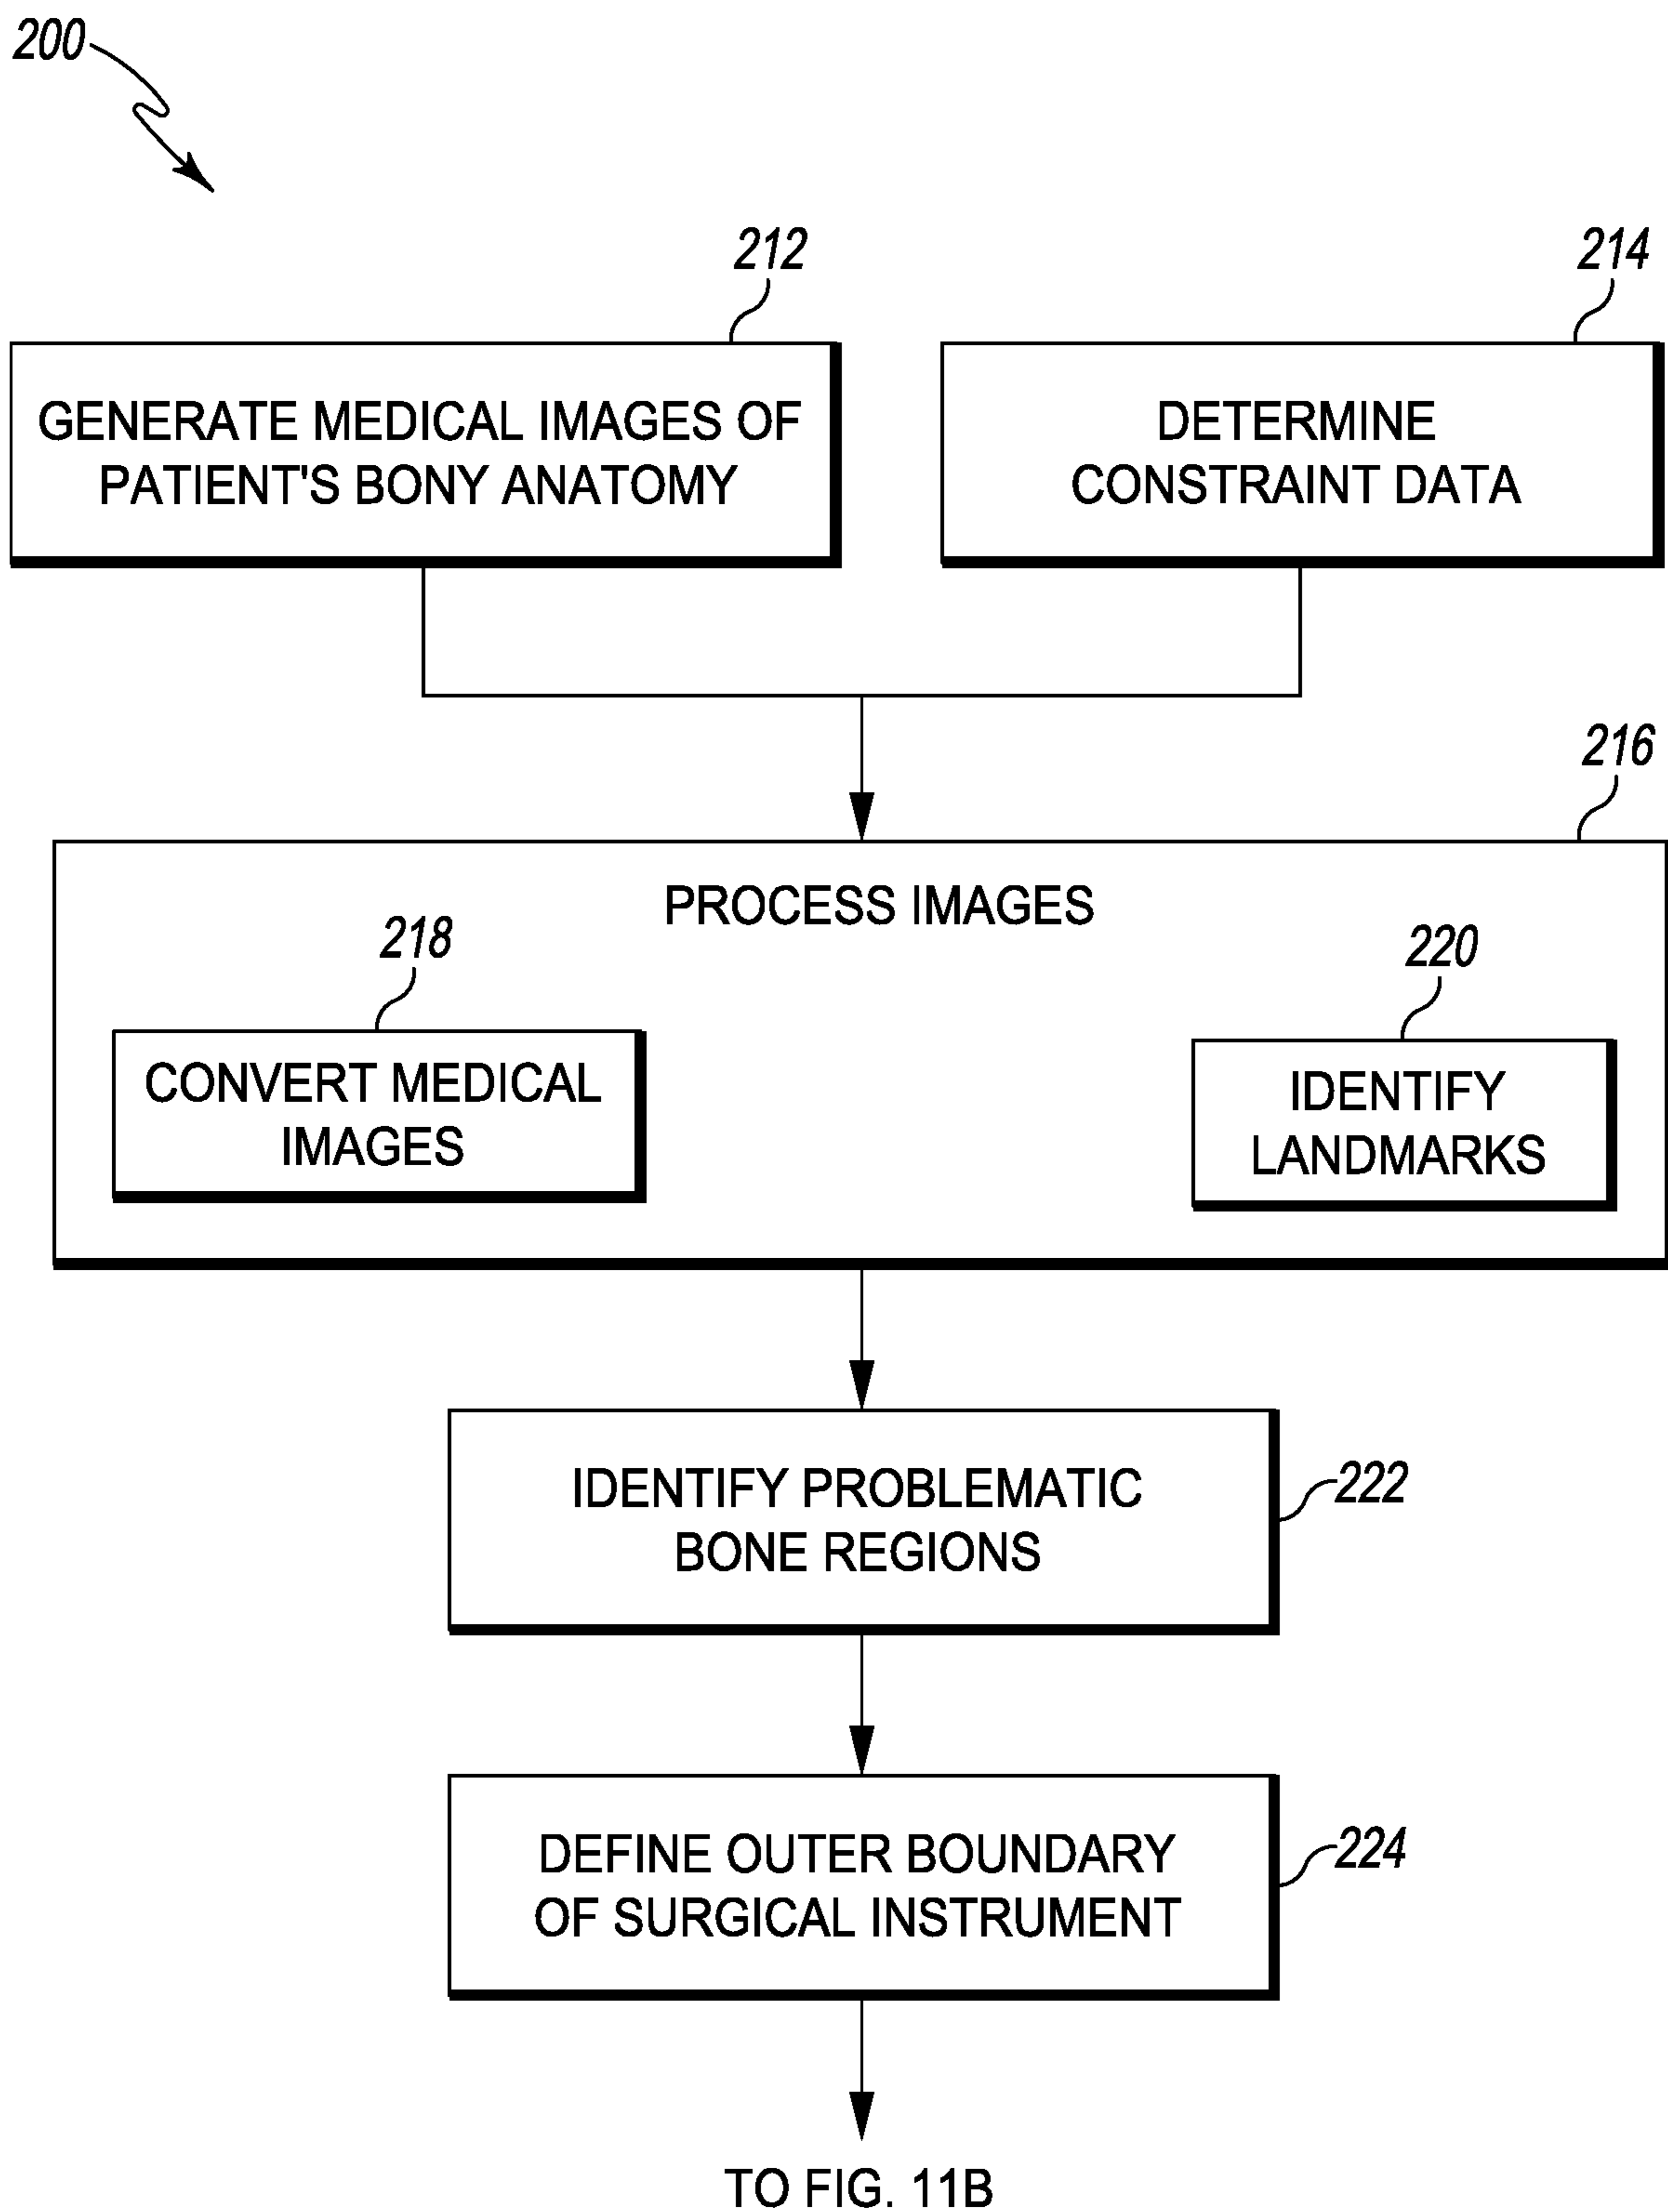 200
212
214
GENERATE MEDICAL IMAGES OF
PATIENT'S BONY ANATOMY
DETERMINE
CONSTRAINT DATA
216
PROCESS IMAGES
218
220
CONVERT MEDICAL
IMAGES
IDENTIFY
LANDMARKS
IDENTIFY PROBLEMATIC
BONE REGIONS
222
DEFINE OUTER BOUNDARY
OF SURGICAL INSTRUMENT
224
TO FIG. 11B